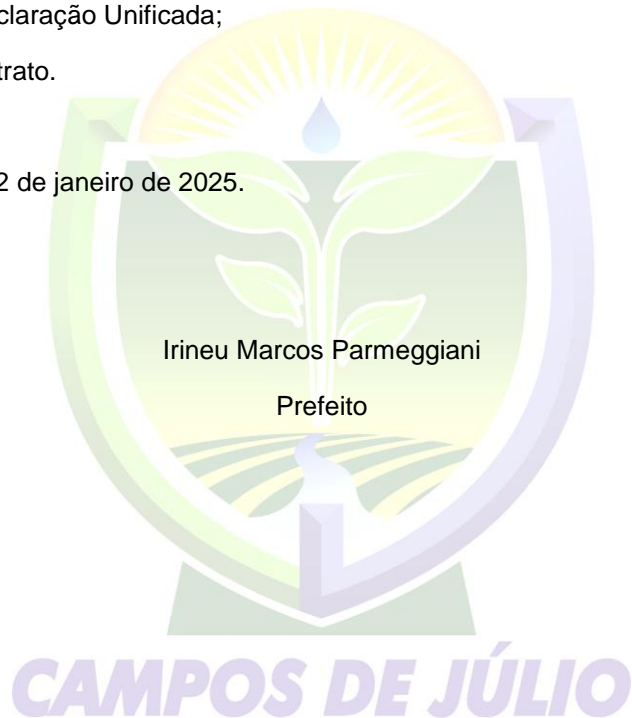 claração Unificada;
trato.
2 de janeiro de 2025.
Irineu Marcos Parmeggiani
Prefeito
CAMPOS DE JÚLIO